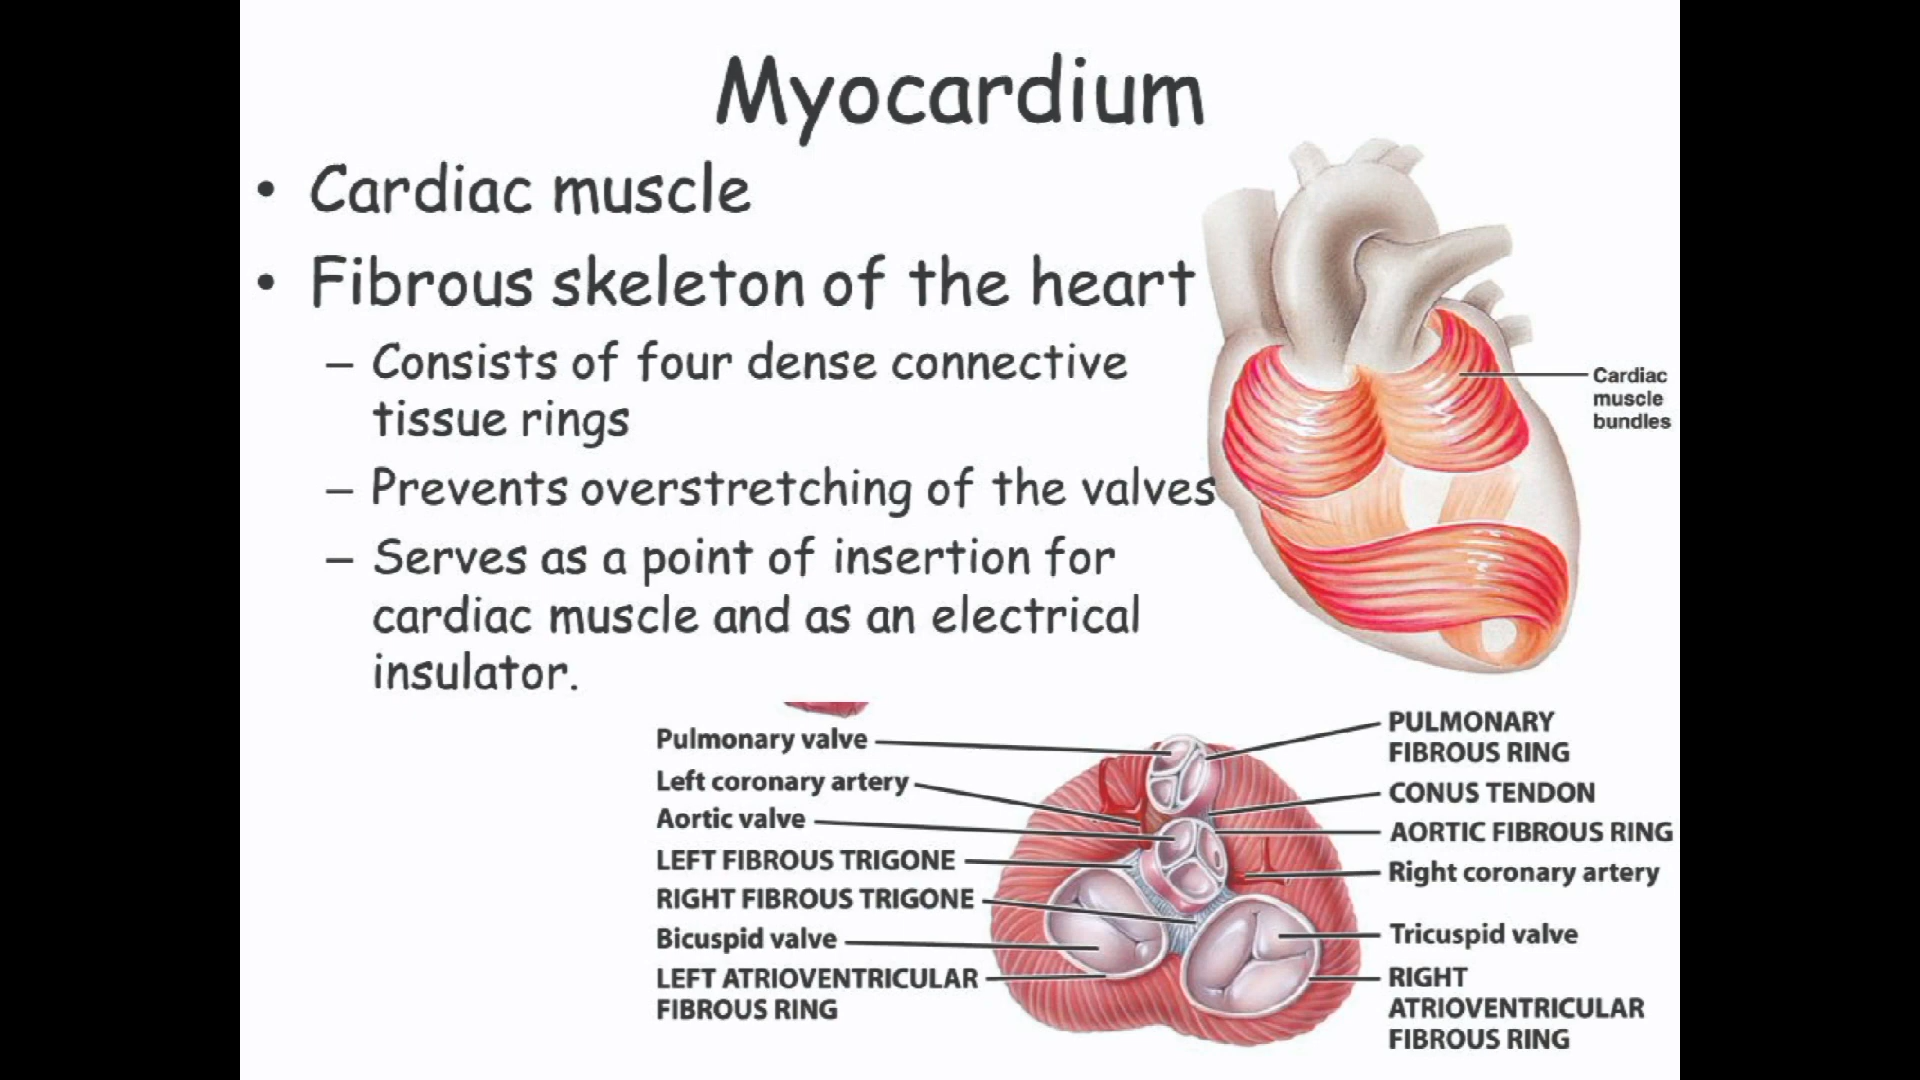 Myocardium
• Cardiac muscle
• Fibrous skeleton of the heart
– Consists of four dense connective
tissue rings
– Prevents overstretching of the valves
– Serves as a point of insertion for
cardiac muscle and as an electrical
insulator.
Cardiac
muscle
bundles
Pulmonary valve
Left coronary artery
Aortic valve
LEFT FIBROUS TRIGONE
RIGHT FIBROUS TRIGONE
Bicuspid valve
LEFT ATRIOVENTRICULAR
FIBROUS RING
PULMONARY
FIBROUS RING
CONUS TENDON
AORTIC FIBROUS RING
Right coronary artery
Tricuspid valve
RIGHT
ATRIOVENTRICULAR
FIBROUS RING